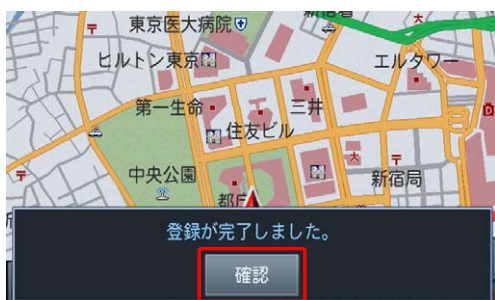 東京医大病院
ヒルトン東京
エルタワー
第一生命
三井
住友ビル
中央公園
新宿局
登録が完了しました。
確認